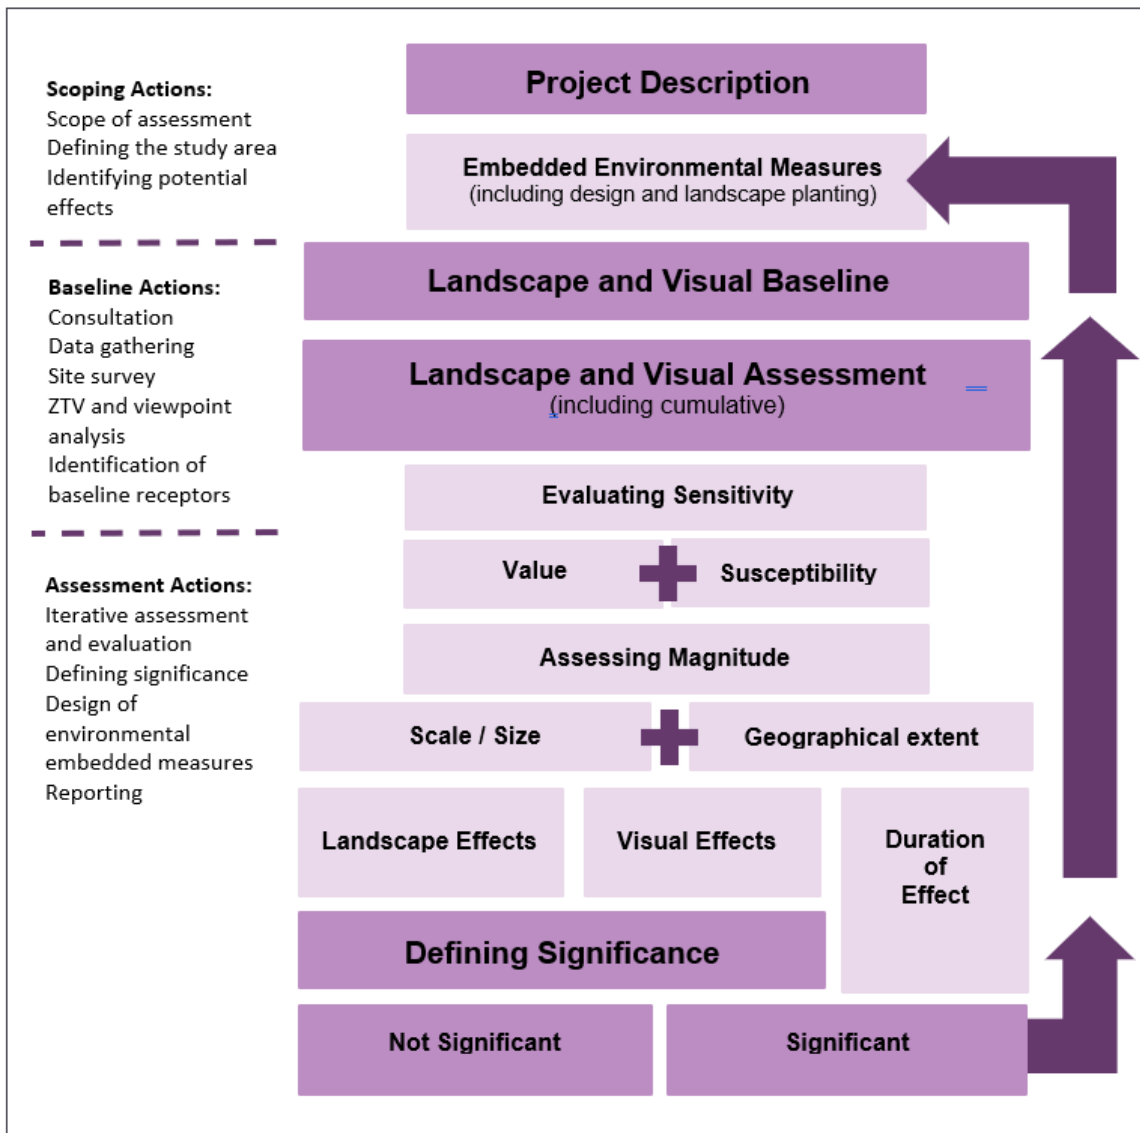 Scoping Actions:
Scope of assessment
Defining the study area
Identifying potential
effects
Baseline Actions:
Consultation
Data gathering
Site survey
ZTV and viewpoint
analysis
Identification of
baseline receptors
Assessment Actions:
Iterative assessment
and evaluation
Defining significance
Design of
environmental
embedded measures
Reporting
Project Description
Embedded Environmental Measures
(including design and landscape planting)
Landscape and Visual Baseline
Landscape and Visual Assessment
(including cumulative)
Evaluating Sensitivity
Value
Susceptibility
Assessing Magnitude
Scale / Size
Geographical extent
Landscape Effects
Visual Effects
Duration
of
Effect
Defining Significance
Not Significant
Significant